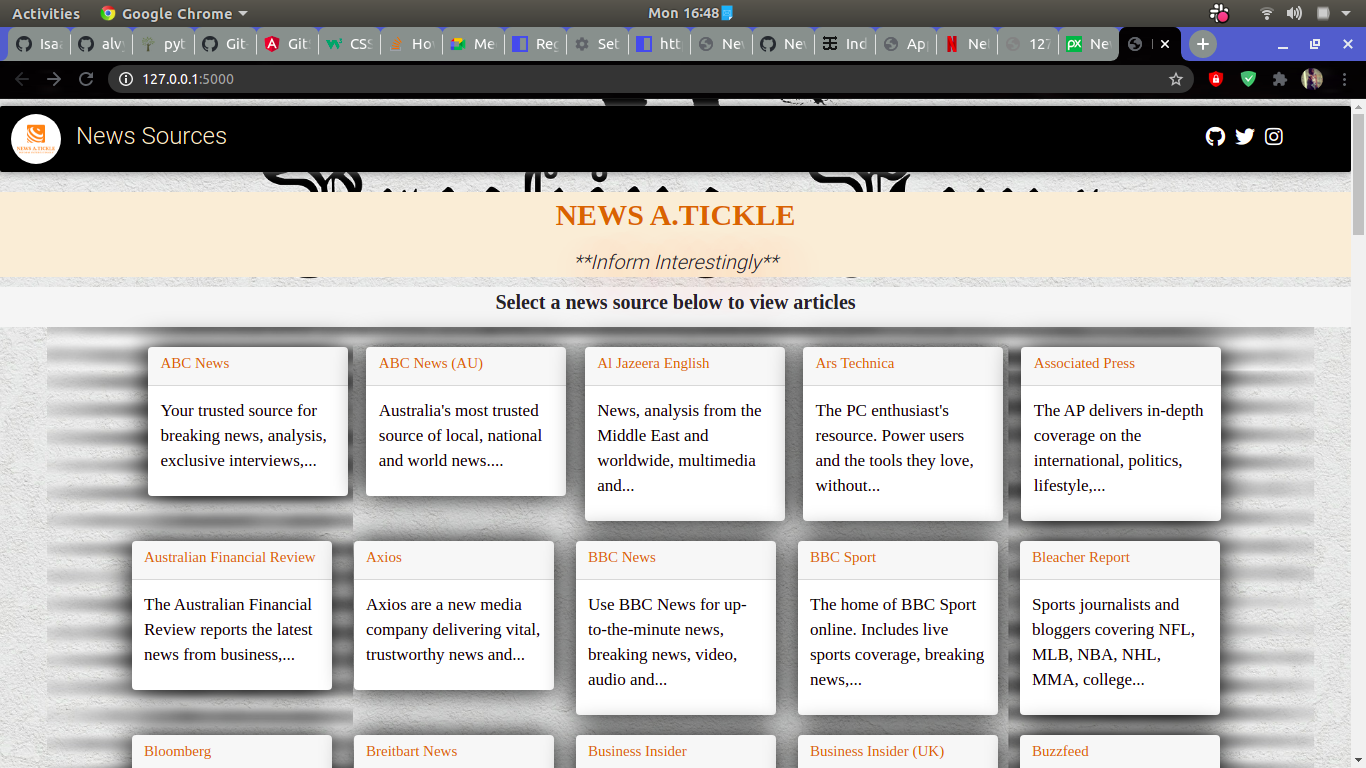 Activities
Google Chrome
Mon 16:48
Isaa
alvy
pyt
Git
Git
CSS
Ho
Me
Reg
Set
htt
Nev
Nev
Ind
App
Net
127
Nev
127.0.0.1:5000
News Sources
NEWS A.TICKLE
NEWS A.TICKLE
**Inform Interestingly**
Select a news source below to view articles
ABC News
Your trusted source for
breaking news, analysis,
exclusive interviews,...
ABC News (AU)
Australia's most trusted
source of local, national
and world news....
Al Jazeera English
News, analysis from the
Middle East and
worldwide, multimedia
and...
Ars Technica
The PC enthusiast's
resource. Power users
and the tools they love,
without...
Associated Press
The AP delivers in-depth
coverage on the
international, politics,
lifestyle,...
Australian Financial Review
The Australian Financial
Review reports the latest
news from business,...
Axios
Axios are a new media
company delivering vital,
trustworthy news and...
BBC News
Use BBC News for up-
to-the-minute news,
breaking news, video,
audio and...
BBC Sport
The home of BBC Sport
online. Includes live
sports coverage, breaking
news,...
Bleacher Report
Sports journalists and
bloggers covering NFL,
MLB, NBA, NHL,
MMA, college...
Bloomberg
Breitbart News
Business Insider
Business Insider (UK)
Buzzfeed